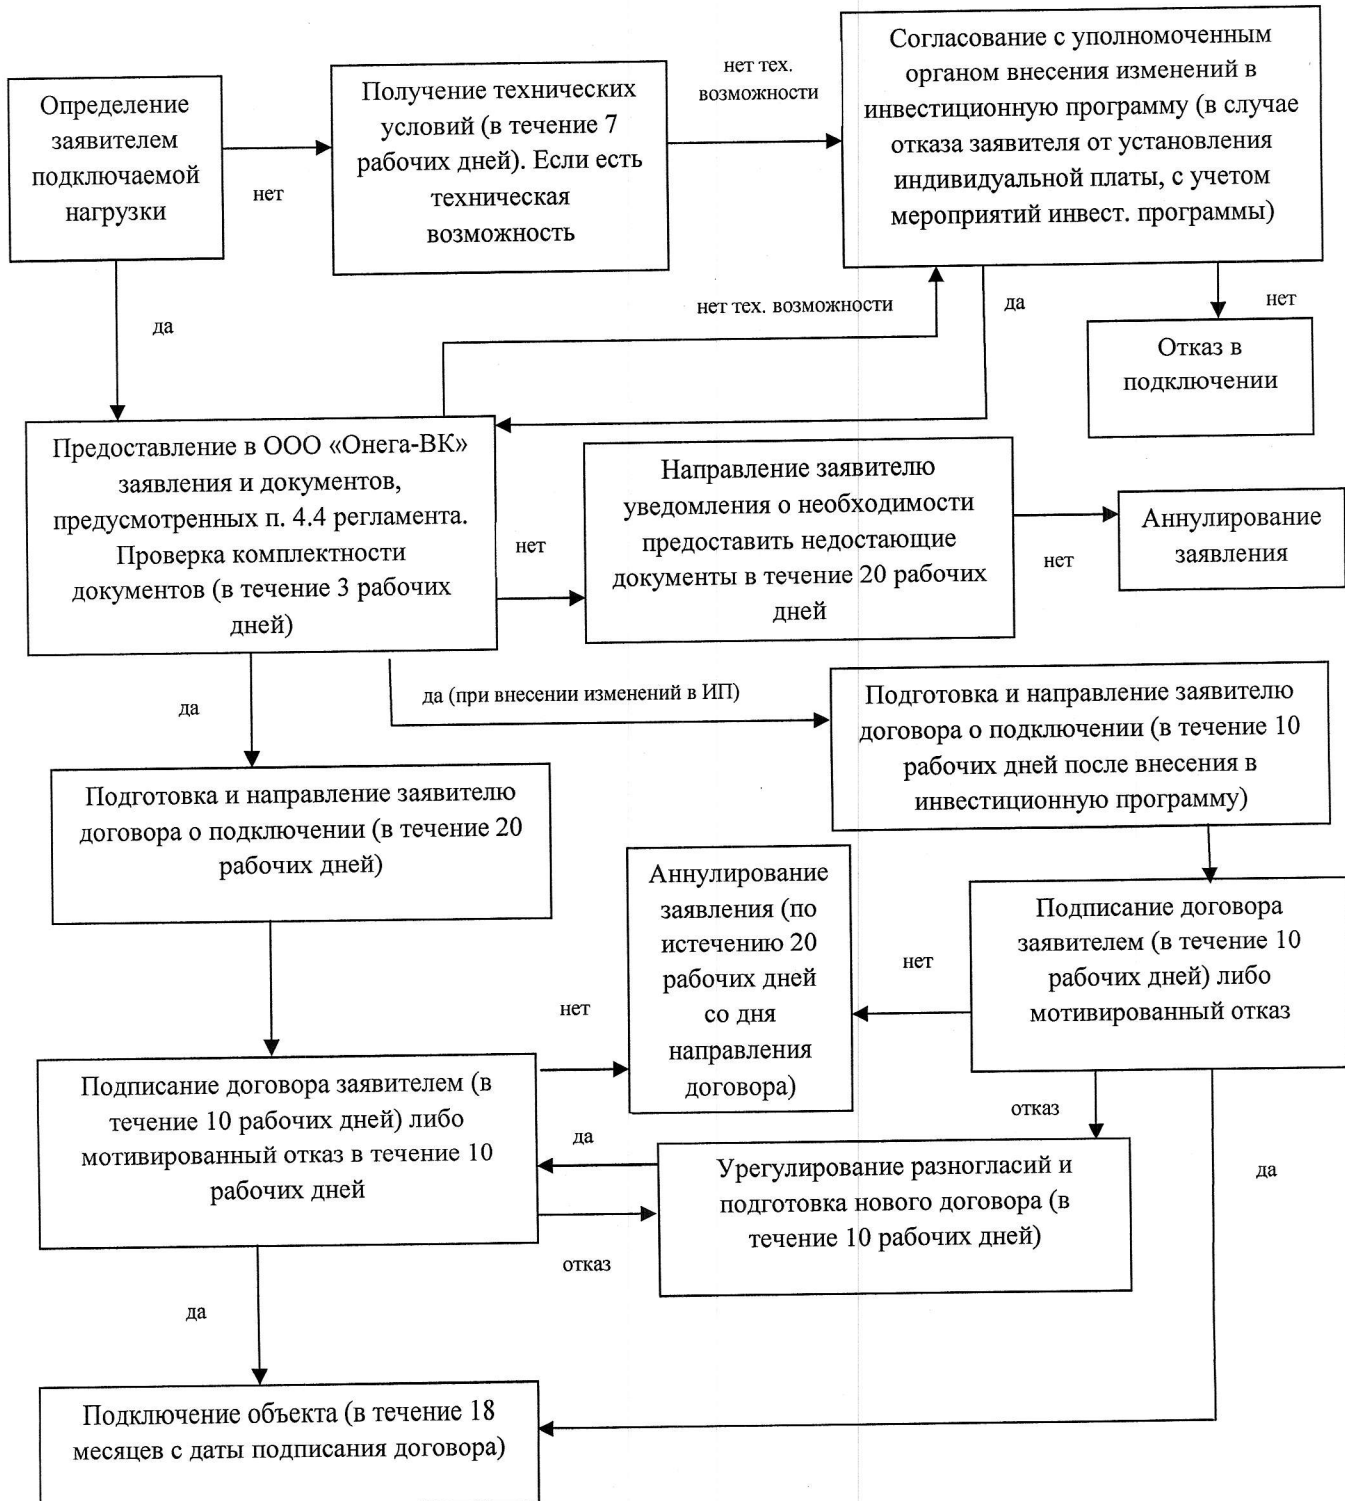 Определение
заявителем
подключаемой
нагрузки
нет
Получение технических
условий (в течение 7
рабочих дней). Если есть
техническая
возможность
нет тех.
возможности
Согласование с уполномоченным
органом внесения изменений в
инвестиционную программу (в случае
отказа заявителя от установления
индивидуальной платы, с учетом
мероприятий инвест. программы)
да
нет тех. возможности
да
нет
Отказ в
подключении
Предоставление в ООО «Онега-ВК»
заявления и документов,
предусмотренных п. 4.4 регламента.
Проверка комплектности
документов (в течение 3 рабочих
дней)
нет
Направление заявителю
уведомления о необходимости
предоставить недостающие
документы в течение 20 рабочих
дней
нет
Аннулирование
заявления
да
да (при внесении изменений в ИП)
Подготовка и направление заявителю
договора о подключении (в течение 10
рабочих дней после внесения в
инвестиционную программу)
Подготовка и направление заявителю
договора о подключении (в течение 20
рабочих дней)
Аннулирование
заявления (по
истечению 20
рабочих дней
со дня
направления
договора)
нет
Подписание договора
заявителем (в течение 10
рабочих дней) либо
мотивированный отказ
нет
Подписание договора заявителем (в
течение 10 рабочих дней) либо
мотивированный отказ в течение 10
рабочих дней
да
отказ
отказ
Урегулирование разногласий и
подготовка нового договора (в
течение 10 рабочих дней)
да
да
Подключение объекта (в течение 18
месяцев с даты подписания договора)